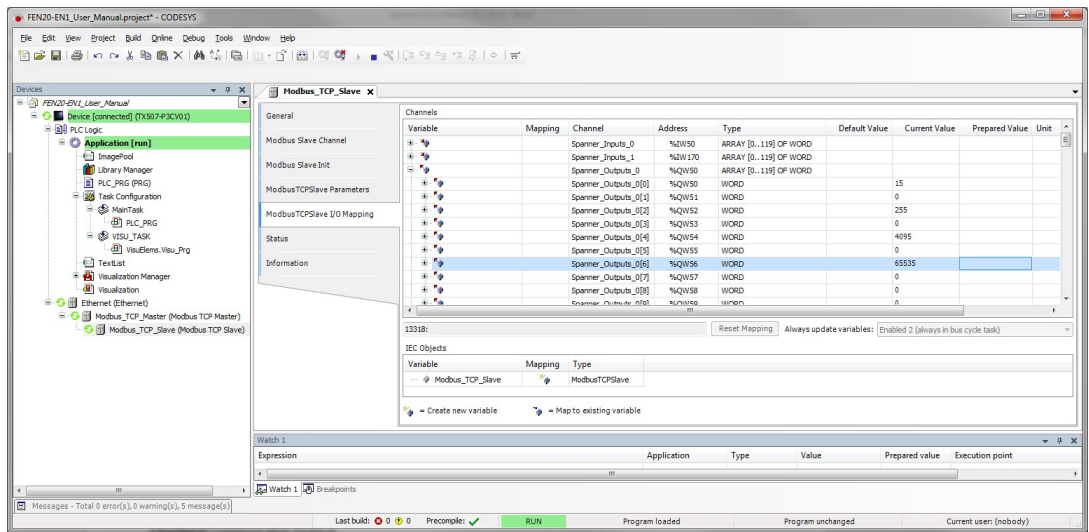 FEN20-EN1_User_Manual.project* - CODESYS
File Edit View Project Build Online Debug Tools Window Help
Devices
FEN20-EN1_User_Manual
Device [connected] (TX507-P3CV01)
PLC Logic
Application [run]
ImagePool
Library Manager
PLC_PRG (PRG)
Task Configuration
MainTask
PLC_PRG
VISU_TASK
VisuElems.Visu_Prg
TextList
Visualization Manager
Visualization
Ethernet (Ethernet)
Modbus_TCP_Master (Modbus TCP Master)
Modbus_TCP_Slave (Modbus TCP Slave)
Modbus_TCP_Slave x
General
Modbus Slave Channel
Modbus Slave Init
ModbusTCPSlave Parameters
ModbusTCPSlave I/O Mapping
Status
Information
Channels
Variable Mapping Channel Address Type Default Value Current Value Prepared Value Unit
Spanner_Inputs_0 %IW50 ARRAY [0..119] OF WORD
Spanner_Inputs_1 %IW170 ARRAY [0..119] OF WORD
Spanner_Outputs_0 %QW50 ARRAY [0..119] OF WORD
Spanner_Outputs_0[0] %QW50 WORD 15
Spanner_Outputs_0[1] %QW51 WORD 0
Spanner_Outputs_0[2] %QW52 WORD 255
Spanner_Outputs_0[3] %QW53 WORD 0
Spanner_Outputs_0[4] %QW54 WORD 4095
Spanner_Outputs_0[5] %QW55 WORD 0
Spanner_Outputs_0[6] %QW56 WORD 65535
Spanner_Outputs_0[7] %QW57 WORD 0
Spanner_Outputs_0[8] %QW58 WORD 0
Spanner_Outputs_0[9] %QW59 WORD 0
13318: Reset Mapping Always update variables: Enabled 2 (always in bus cycle task)
IEC Objects
Variable Mapping Type
Modbus_TCP_Slave ModbusTCPSlave
= Create new variable = Map to existing variable
Watch 1
Expression Application Type Value Prepared value Execution point
Watch 1 Breakpoints
Messages - Total 0 error(s), 0 warning(s), 5 message(s)
Last build: 0 0 Precompile: RUN Program loaded Program unchanged Current user: (nobody)